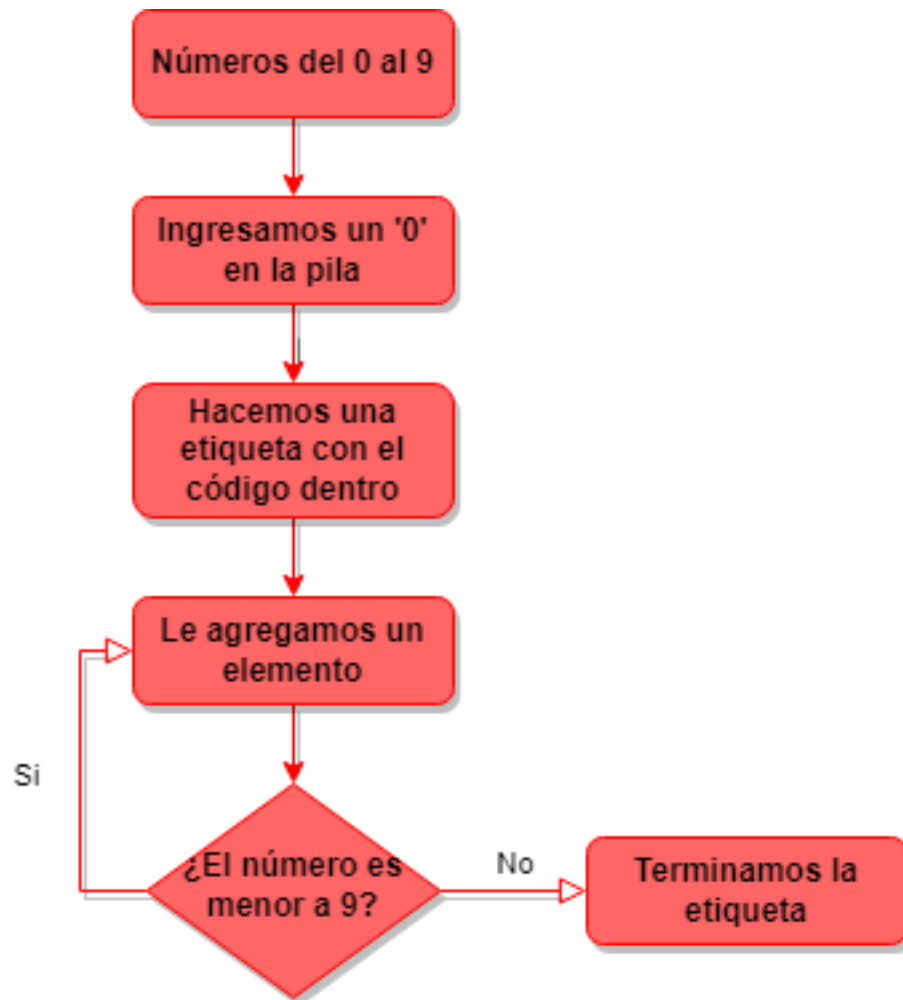 Números del 0 al 9
Ingresamos un '0'
en la pila
Hacemos una
etiqueta con el
código dentro
Le agregamos un
elemento
Si
¿El número es
menor a 9?
No
Terminamos la
etiqueta